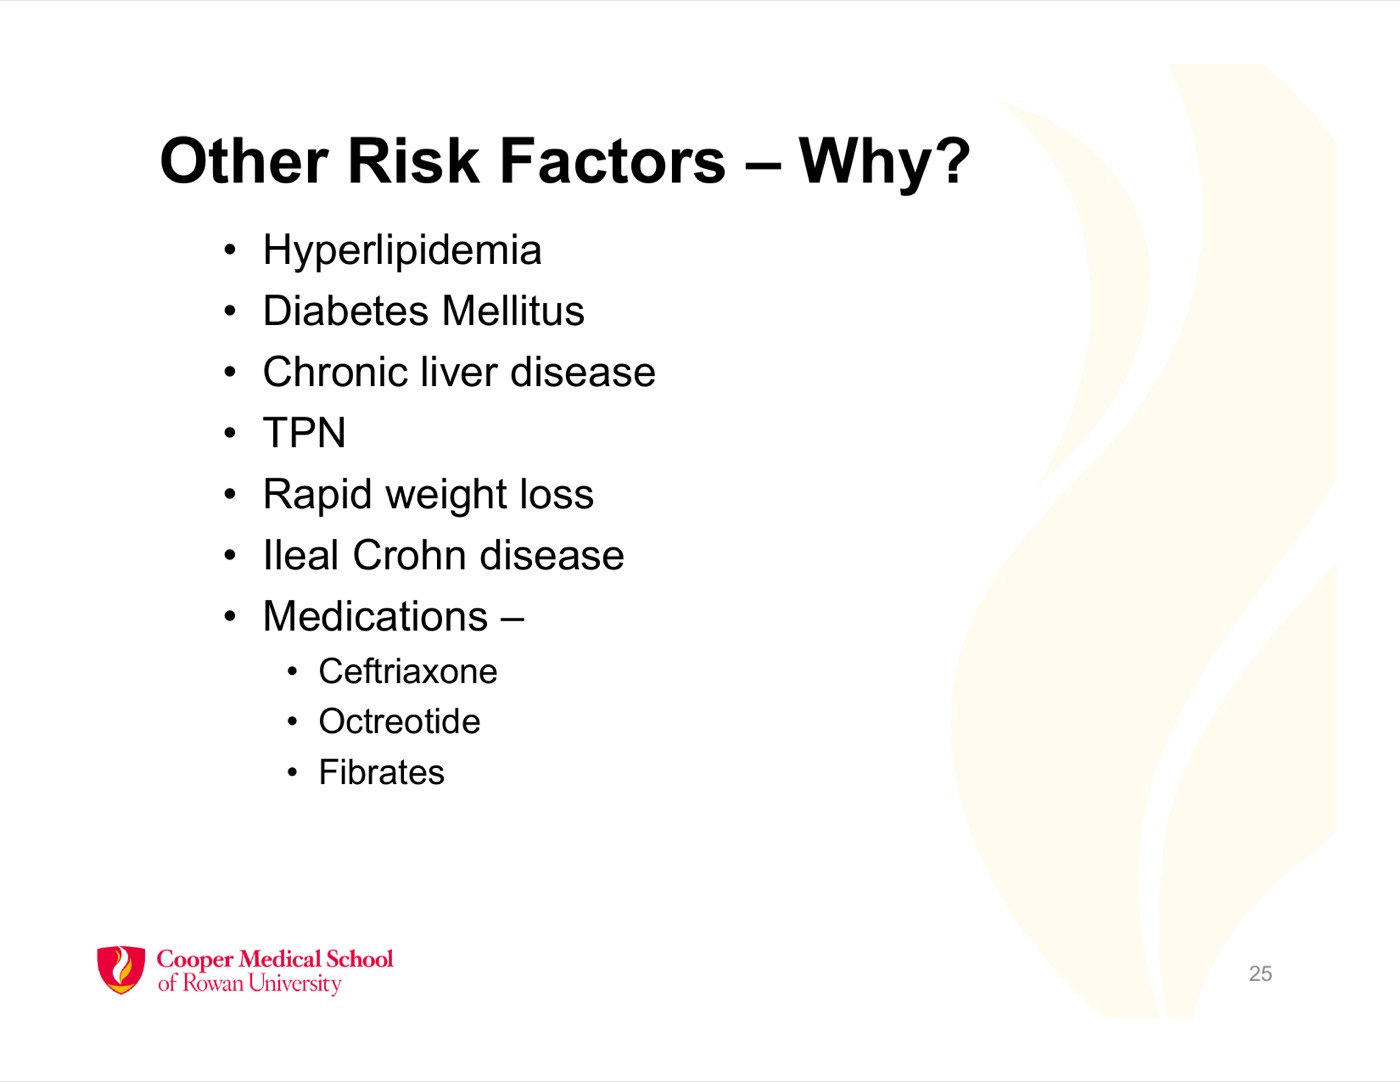 Other Risk Factors – Why?
• Hyperlipidemia
• Diabetes Mellitus
• Chronic liver disease
• TPN
• Rapid weight loss
• Ileal Crohn disease
• Medications –
• Ceftriaxone
• Octreotide
• Fibrates
Cooper Medical School
of Rowan University
25